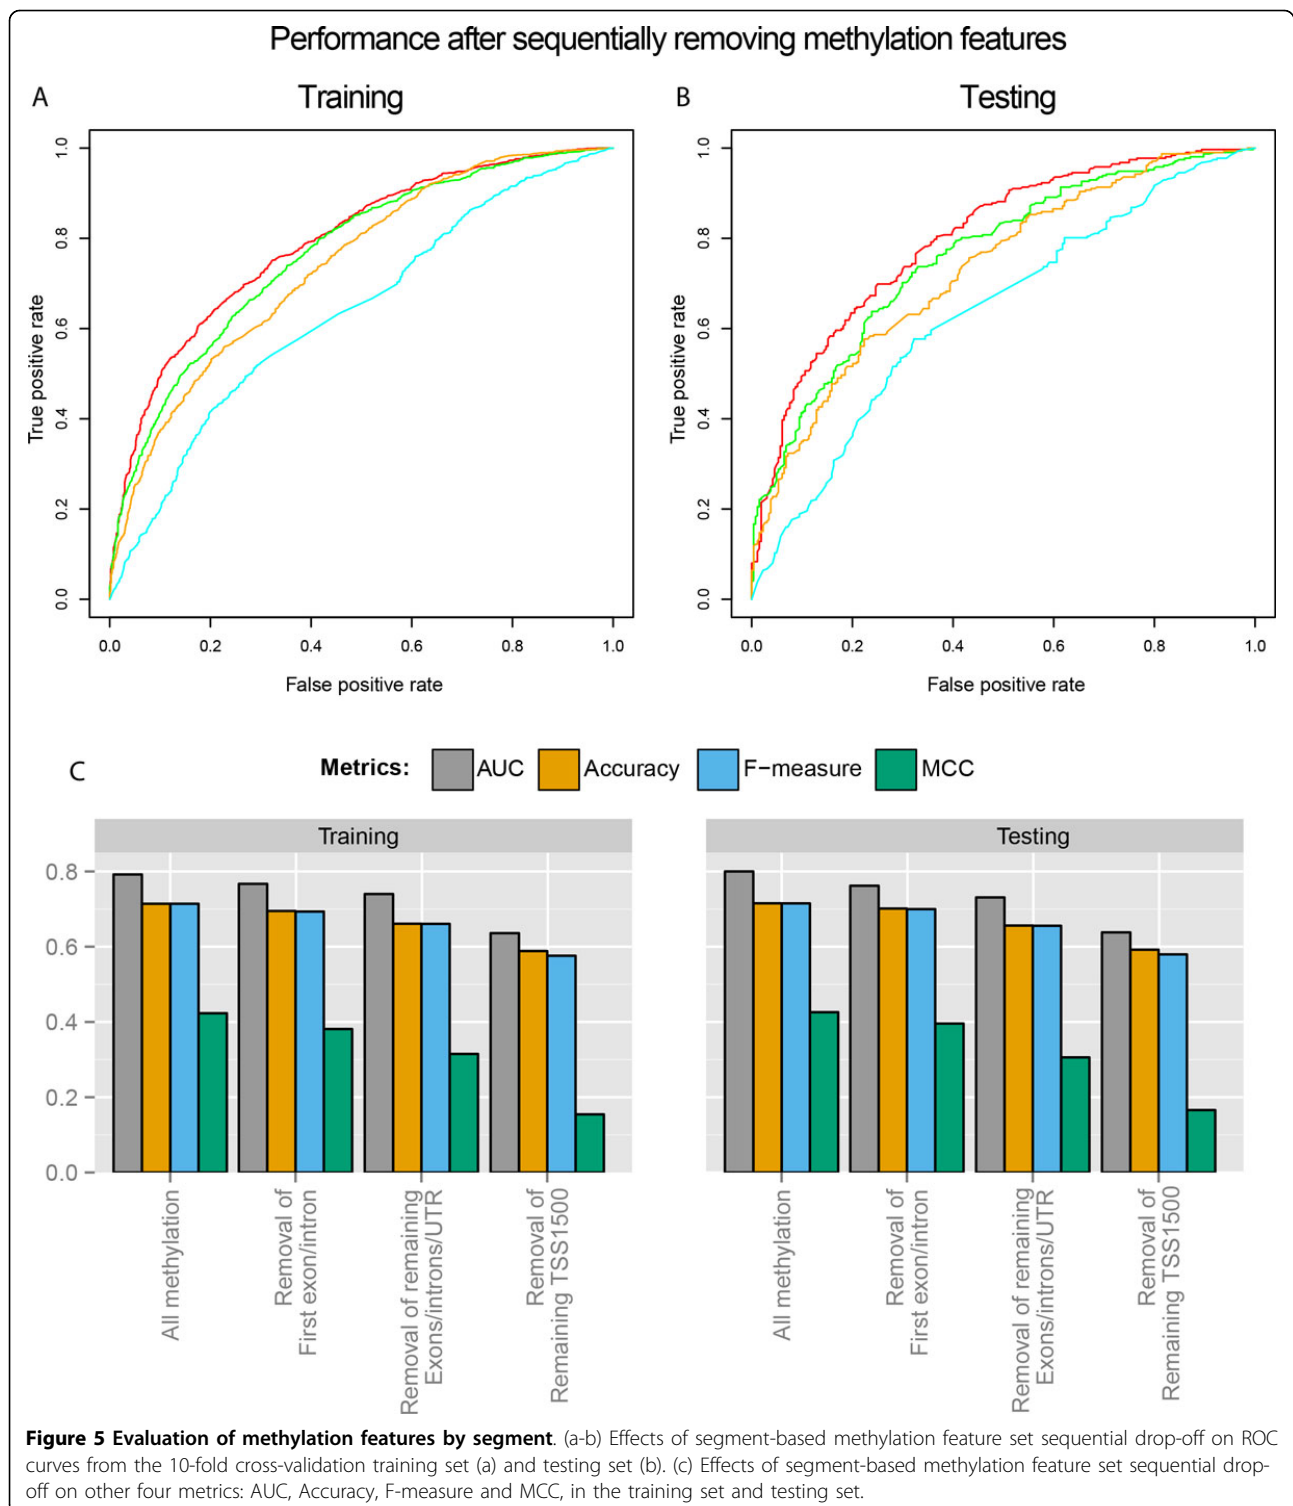 Performance after sequentially removing methylation features
A
Training
B
Testing
True positive rate
0.0 0.2 0.4 0.6 0.8 1.0
0.0 0.2 0.4 0.6 0.8 1.0
False positive rate
True positive rate
0.0 0.2 0.4 0.6 0.8 1.0
0.0 0.2 0.4 0.6 0.8 1.0
False positive rate
C
Metrics: AUC Accuracy F−measure MCC
Training
Testing
0.8
0.6
0.4
0.2
0.0
All methylation
Removal of
First exon/intron
Removal of remaining
Exons/introns/UTR
Removal of
Remaining TSS1500
All methylation
Removal of
First exon/intron
Removal of remaining
Exons/introns/UTR
Removal of
Remaining TSS1500
Figure 5 Evaluation of methylation features by segment. (a-b) Effects of segment-based methylation feature set sequential drop-off on ROC
curves from the 10-fold cross-validation training set (a) and testing set (b). (c) Effects of segment-based methylation feature set sequential drop-
off on other four metrics: AUC, Accuracy, F-measure and MCC, in the training set and testing set.